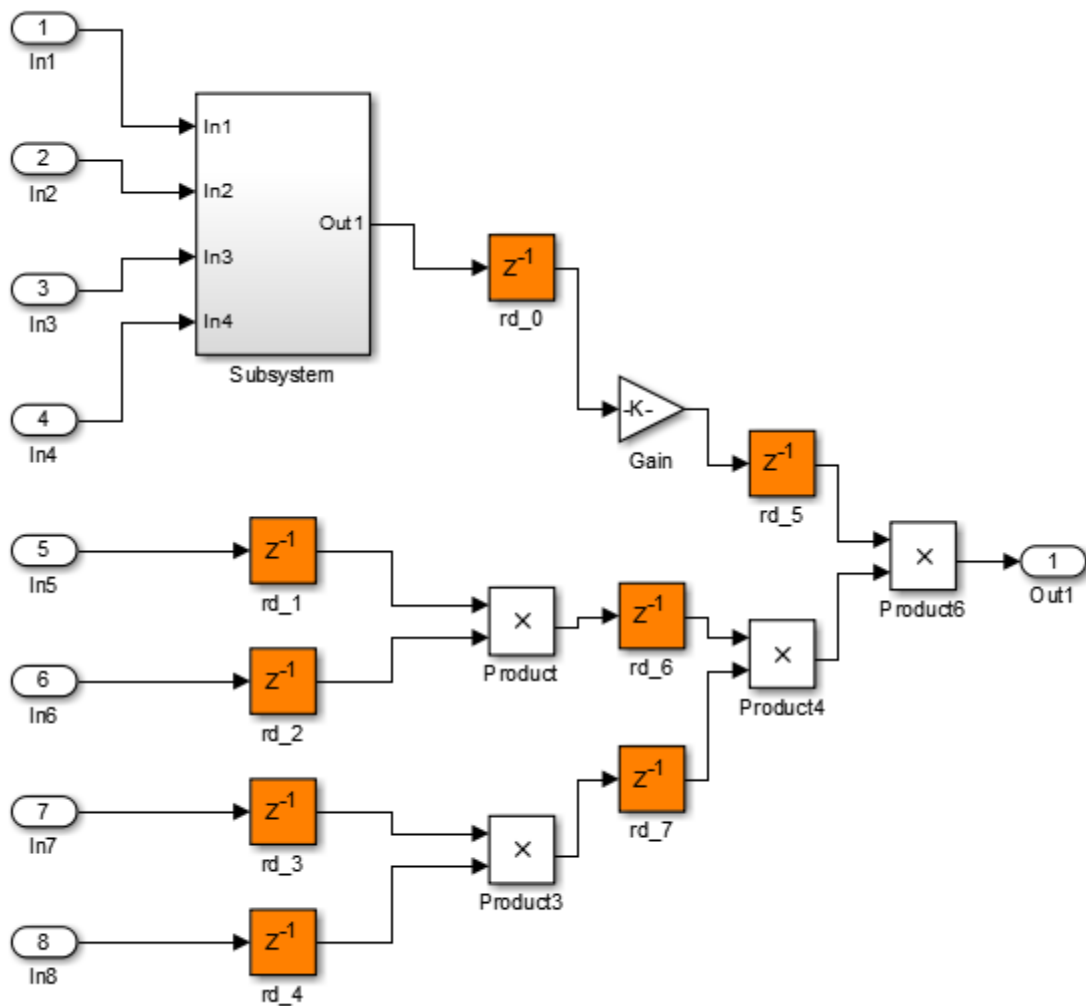 1
In1
2
In2
3
In3
4
In4
In1
In2
In3
In4
Out1
Subsystem
Z-1
rd_0
-K-
Gain
Z-1
rd_5
5
In5
Z-1
rd_1
6
In6
Z-1
rd_2
×
Product
Z-1
rd_6
×
Product4
×
Product6
1
Out1
7
In7
Z-1
rd_3
8
In8
Z-1
rd_4
×
Product3
Z-1
rd_7